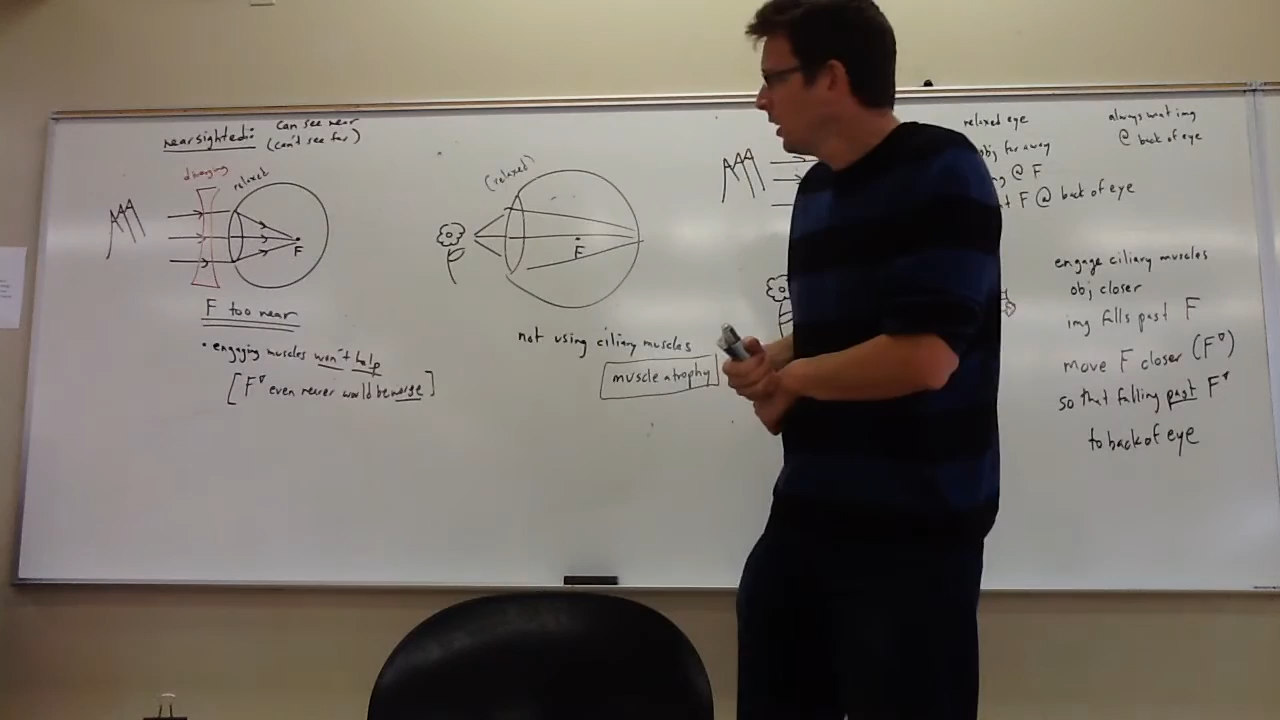 nearsighted: can see near
(can't see far)
diverging
relaxed
F
F too near
• engaging muscles won't help
[F' even nearer would be worse]
(relaxed)
F
not using ciliary muscles
muscle atrophy
relaxed eye
obj far away
@ F
F @ back of eye
always want img
@ back of eye
engage ciliary muscles
obj closer
img falls past F
move F closer (F')
so that falling past F'
to back of eye